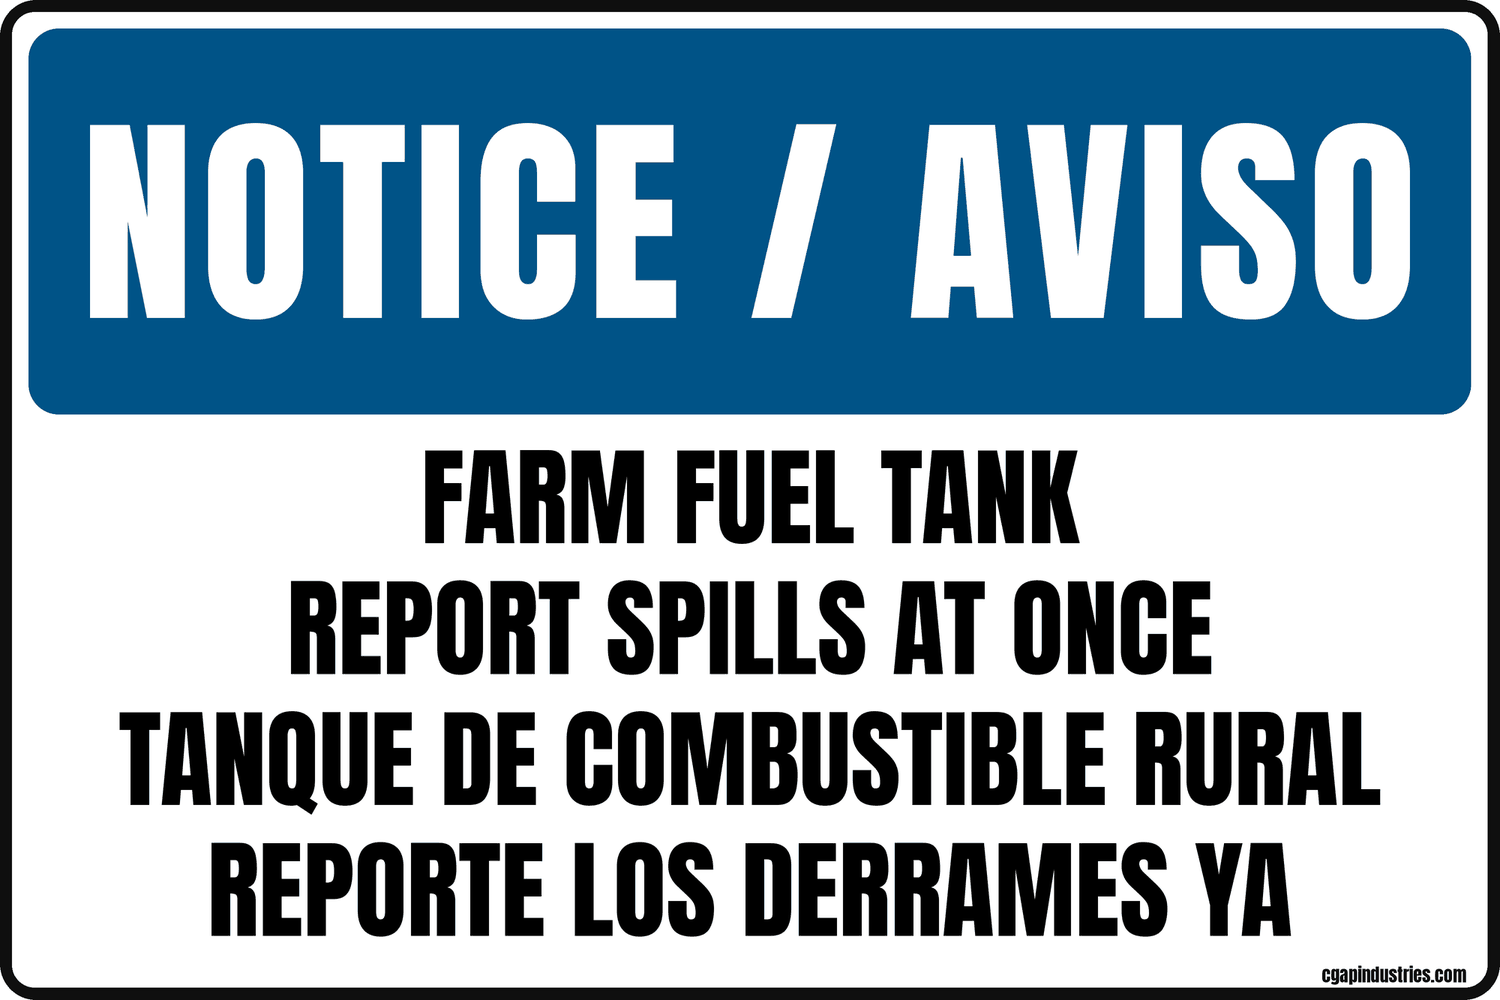 NOTICE / AVISO
FARM FUEL TANK
REPORT SPILLS AT ONCE
TANQUE DE COMBUSTIBLE RURAL
REPORTE LOS DERRAMES YA
cgapindustries.com